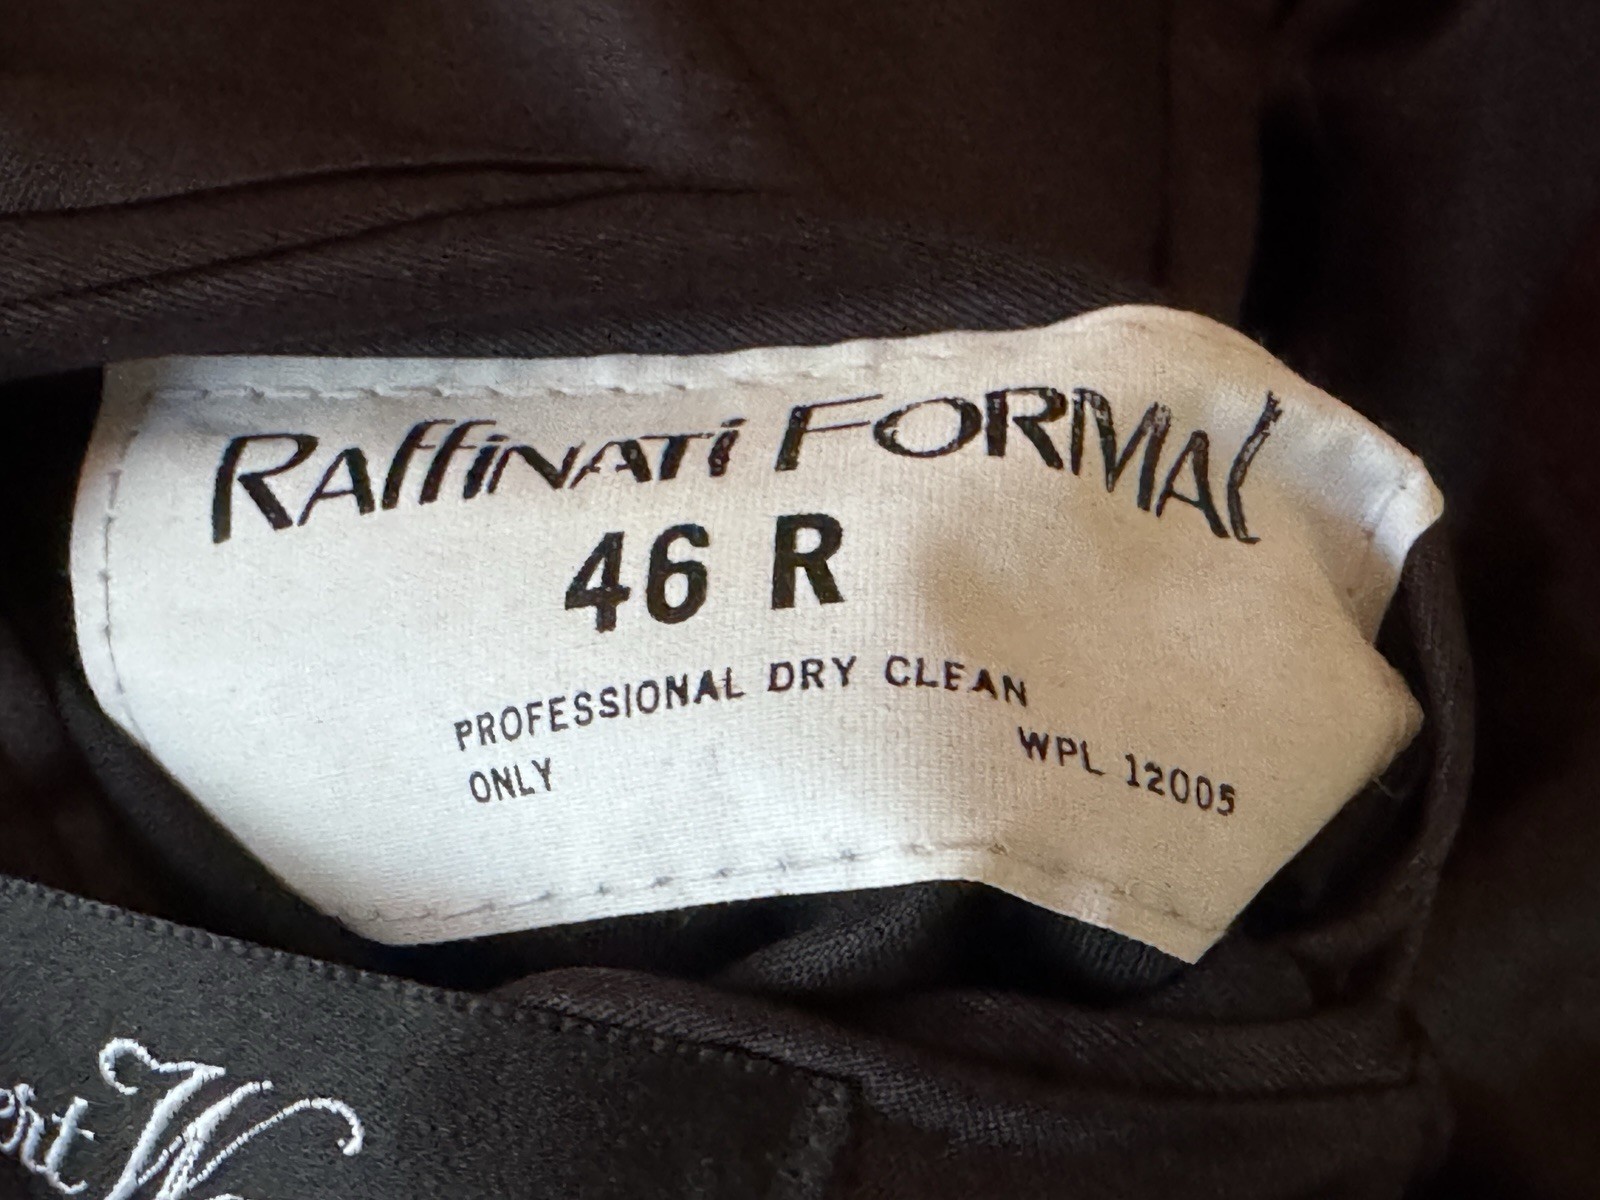 RAffiNATi FORMAL
46 R
PROFESSIONAL DRY CLEAN
ONLY
WPL 12005